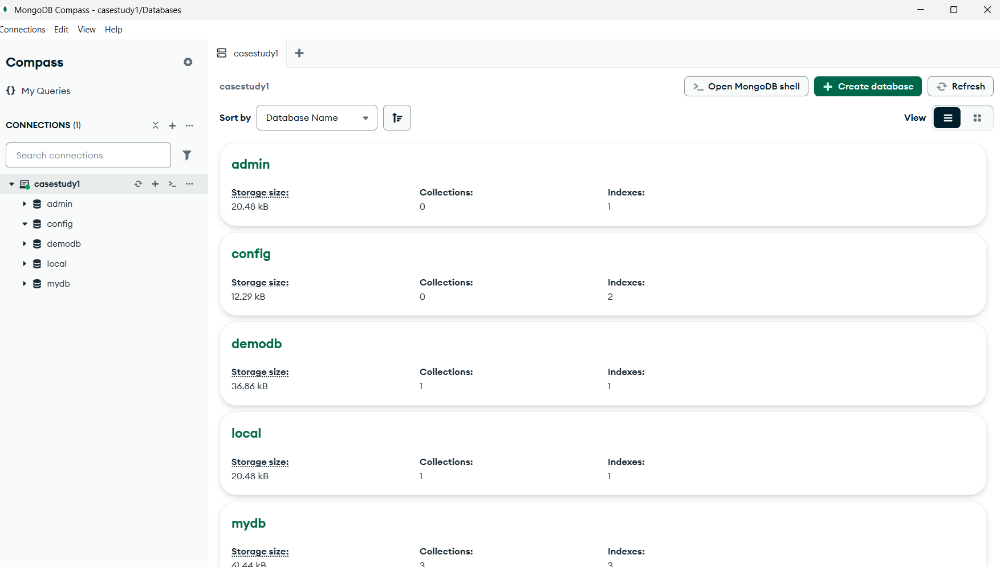 MongoDB Compass - casestudy1/Databases
Connections Edit View Help
Compass
{} My Queries
CONNECTIONS (1)
Search connections
casestudy1
admin
config
demodb
local
mydb
casestudy1
casestudy1
Open MongoDB shell
Create database
Refresh
Sort by Database Name
View
admin
Storage size: Collections: Indexes:
20.48 kB 0 1
config
Storage size: Collections: Indexes:
12.29 kB 0 2
demodb
Storage size: Collections: Indexes:
36.86 kB 1 1
local
Storage size: Collections: Indexes:
20.48 kB 1 1
mydb
Storage size: Collections: Indexes:
61.44 kB 3 3